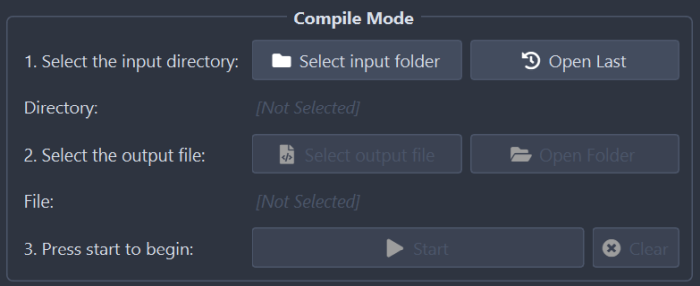 Compile Mode
1. Select the input directory: Select input folder Open Last
Directory: [Not Selected]
2. Select the output file: Select output file Open Folder
File: [Not Selected]
3. Press start to begin: Start Clear